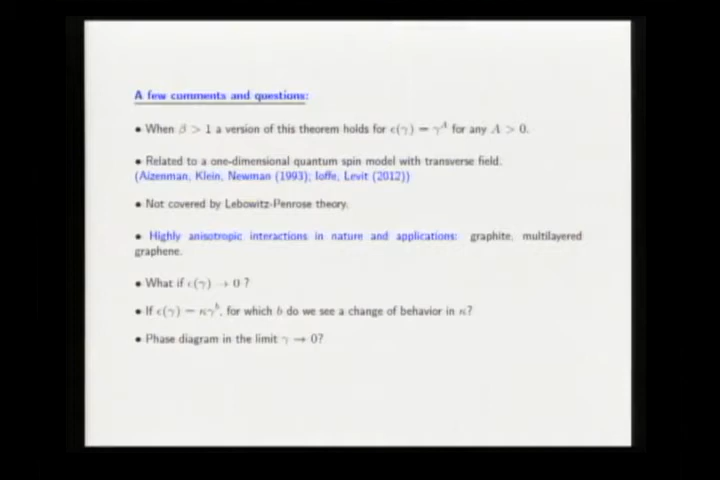 A few comments and questions:
• When β > 1 a version of this theorem holds for ϵ(γ) = γ^A for any A > 0.
• Related to a one-dimensional quantum spin model with transverse field.
(Aizenman, Klein, Newman (1993); Ioffe, Levit (2012))
• Not covered by Lebowitz-Penrose theory.
• Highly anisotropic interactions in nature and applications: graphite, multilayered
graphene.
• What if ϵ(γ) → 0 ?
• If ϵ(γ) = κγ^b, for which b do we see a change of behavior in κ?
• Phase diagram in the limit γ → 0?